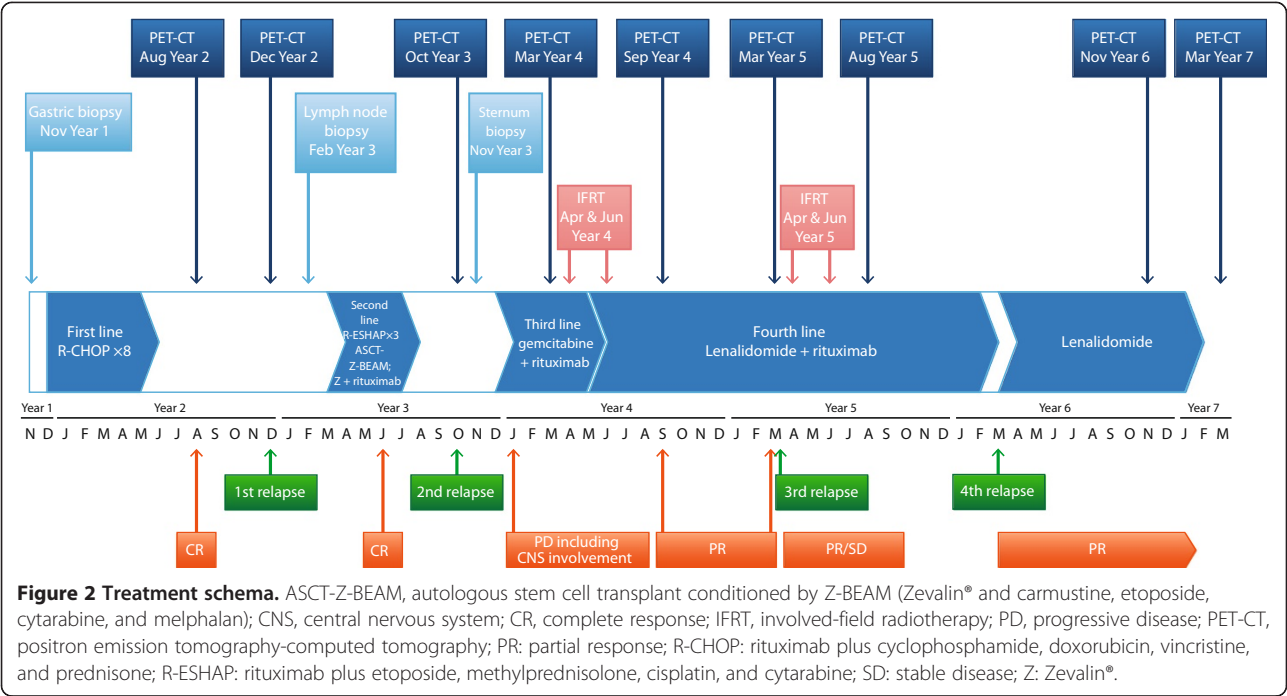 PET-CT
Aug Year 2
PET-CT
Dec Year 2
PET-CT
Oct Year 3
PET-CT
Mar Year 4
PET-CT
Sep Year 4
PET-CT
Mar Year 5
PET-CT
Aug Year 5
PET-CT
Nov Year 6
PET-CT
Mar Year 7
Gastric biopsy
Nov Year 1
Lymph node
biopsy
Feb Year 3
Sternum
biopsy
Nov Year 3
IFRT
Apr & Jun
Year 4
IFRT
Apr & Jun
Year 5
First line
R-CHOP ×8
Second
line
R-ESHAP×3
ASCT-
Z-BEAM;
Z + rituximab
Third line
gemcitabine
+ rituximab
Fourth line
Lenalidomide + rituximab
Lenalidomide
Year 1 Year 2 Year 3 Year 4 Year 5 Year 6 Year 7
N D J F M A M J J A S O N D J F M A M J J A S O N D J F M A M J J A S O N D J F M A M J J A S O N D J F M A M J J A S O N D J F M
1st relapse
2nd relapse
3rd relapse
4th relapse
CR
CR
PD including
CNS involvement
PR
PR/SD
PR
Figure 2 Treatment schema. ASCT-Z-BEAM, autologous stem cell transplant conditioned by Z-BEAM (Zevalin® and carmustine, etoposide,
cytarabine, and melphalan); CNS, central nervous system; CR, complete response; IFRT, involved-field radiotherapy; PD, progressive disease; PET-CT,
positron emission tomography-computed tomography; PR: partial response; R-CHOP: rituximab plus cyclophosphamide, doxorubicin, vincristine,
and prednisone; R-ESHAP: rituximab plus etoposide, methylprednisolone, cisplatin, and cytarabine; SD: stable disease; Z: Zevalin®.